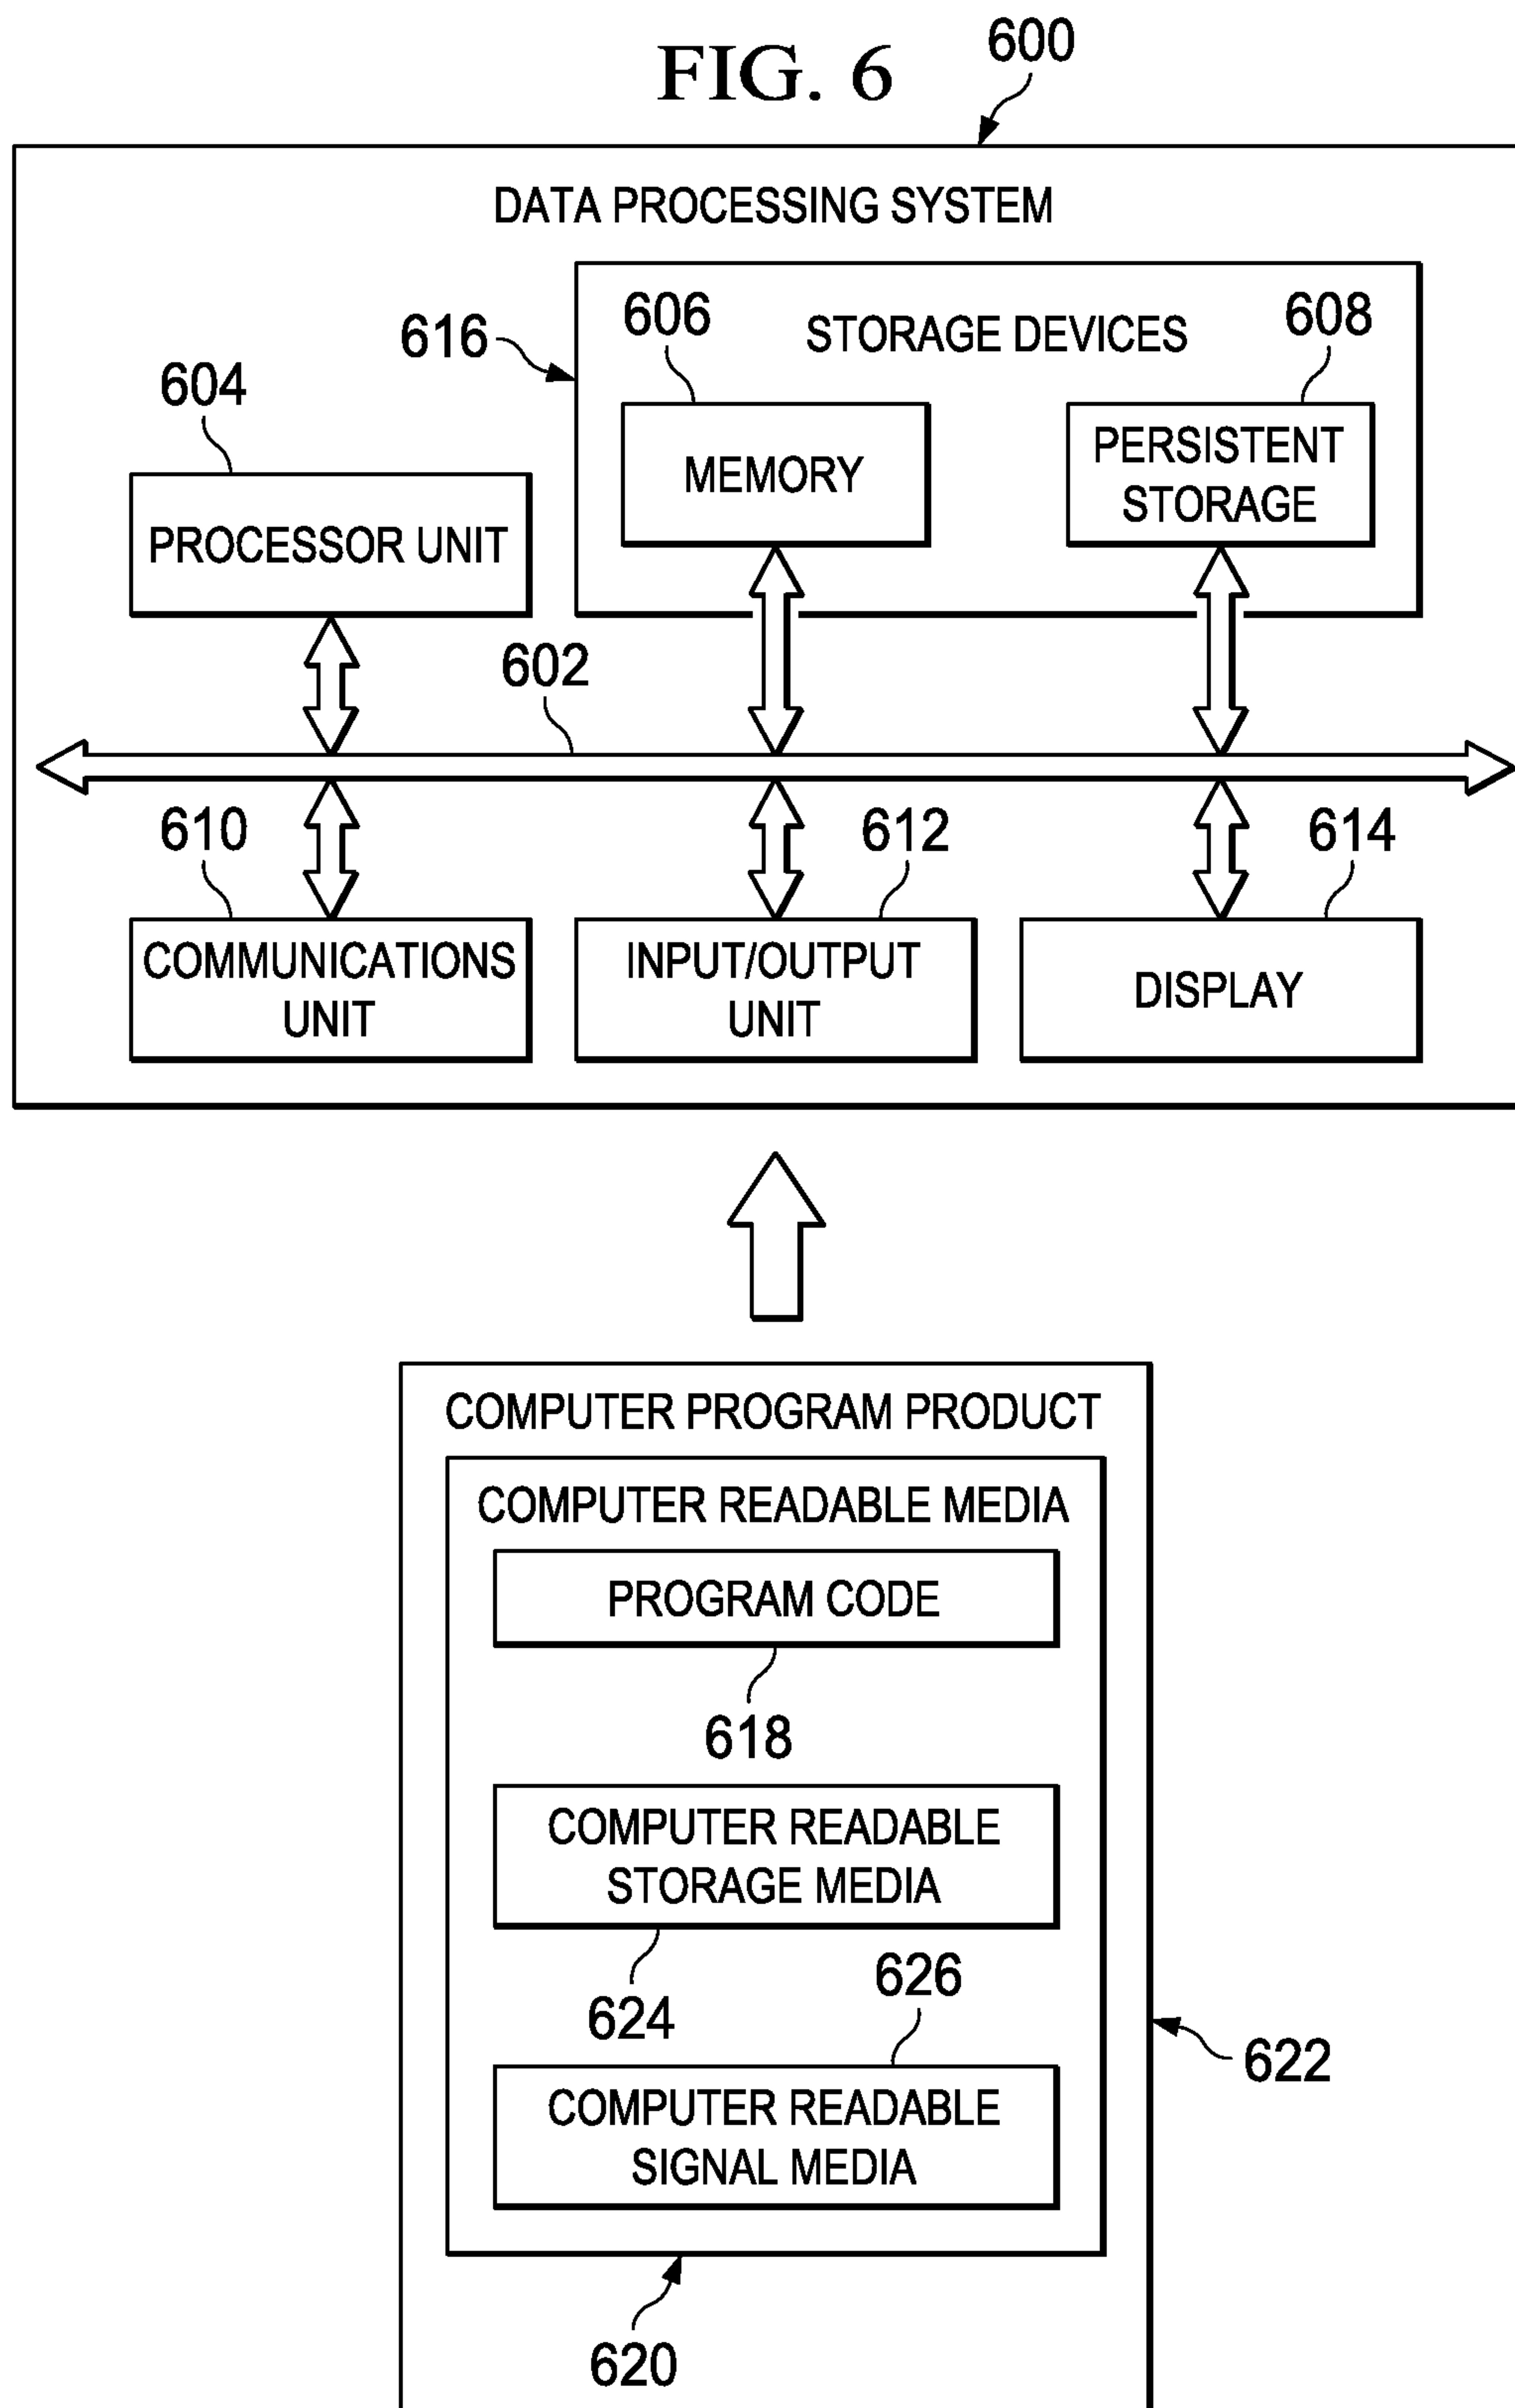 FIG. 6
600
DATA PROCESSING SYSTEM
616
606
STORAGE DEVICES
608
604
MEMORY
PERSISTENT
STORAGE
PROCESSOR UNIT
602
610
612
614
COMMUNICATIONS
UNIT
INPUT/OUTPUT
UNIT
DISPLAY
COMPUTER PROGRAM PRODUCT
COMPUTER READABLE MEDIA
PROGRAM CODE
618
COMPUTER READABLE
STORAGE MEDIA
624
626
COMPUTER READABLE
SIGNAL MEDIA
622
620